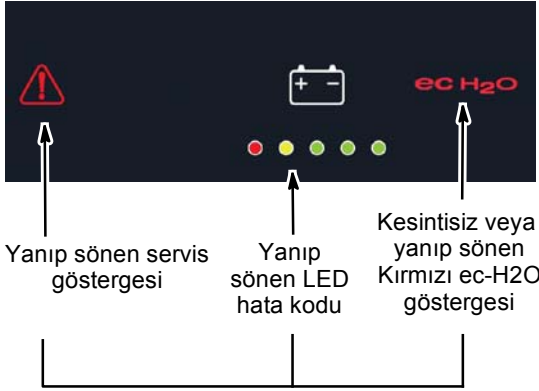 ec H2O
Yanıp sönen servis
göstergesi
Yanıp
sönen LED
hata kodu
Kesintisiz veya
yanıp sönen
Kırmızı ec-H2O
göstergesi